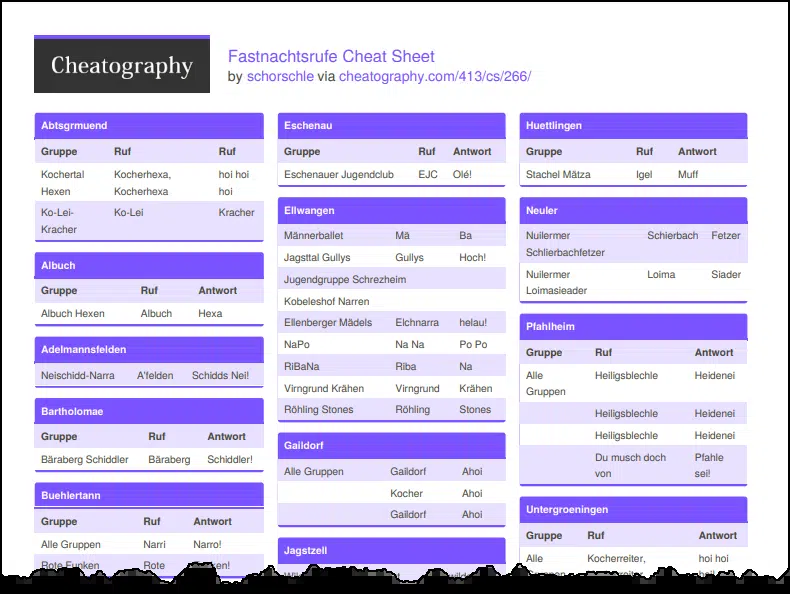 Cheatography
Fastnachtsrufe Cheat Sheet
by schorschle via cheatography.com/413/cs/266/
Abtsgrmuend
Gruppe Ruf Ruf
Kochertal Kocherhexa, hoi hoi
Hexen Kocherhexa hoi
Ko-Lei- Ko-Lei Kracher
Kracher
Albuch
Gruppe Ruf Antwort
Albuch Hexen Albuch Hexa
Adelmannsfelden
Neischidd-Narra A'felden Schidds Nei!
Bartholomae
Gruppe Ruf Antwort
Bäraberg Schiddler Bäraberg Schiddler!
Buehlertann
Gruppe Ruf Antwort
Alle Gruppen Narri Narro!
Rote Funken Rote
Eschenau
Gruppe Ruf Antwort
Eschenauer Jugendclub EJC Olé!
Ellwangen
Männerballet Mä Ba
Jagsttal Gullys Gullys Hoch!
Jugendgruppe Schrezheim
Kobeleshof Narren
Ellenberger Mädels Elchnarra helau!
NaPo Na Na Po Po
RiBaNa Riba Na
Virngrund Krähen Virngrund Krähen
Röhling Stones Röhling Stones
Gaildorf
Alle Gruppen Gaildorf Ahoi
Kocher Ahoi
Gaildorf Ahoi
Jagstzell
Huettlingen
Gruppe Ruf Antwort
Stachel Mätza Igel Muff
Neuler
Nuilermer Schierbach Fetzer
Schlierbachfetzer
Nuilermer Loima Siader
Loimasieader
Pfahlheim
Gruppe Ruf Antwort
Alle Heiligsblechle Heidenei
Gruppen
Heiligsblechle Heidenei
Heiligsblechle Heidenei
Du musch doch Pfahle
von sei!
Untergroeningen
Gruppe Ruf Antwort
Alle Kocherreiter, hoi hoi